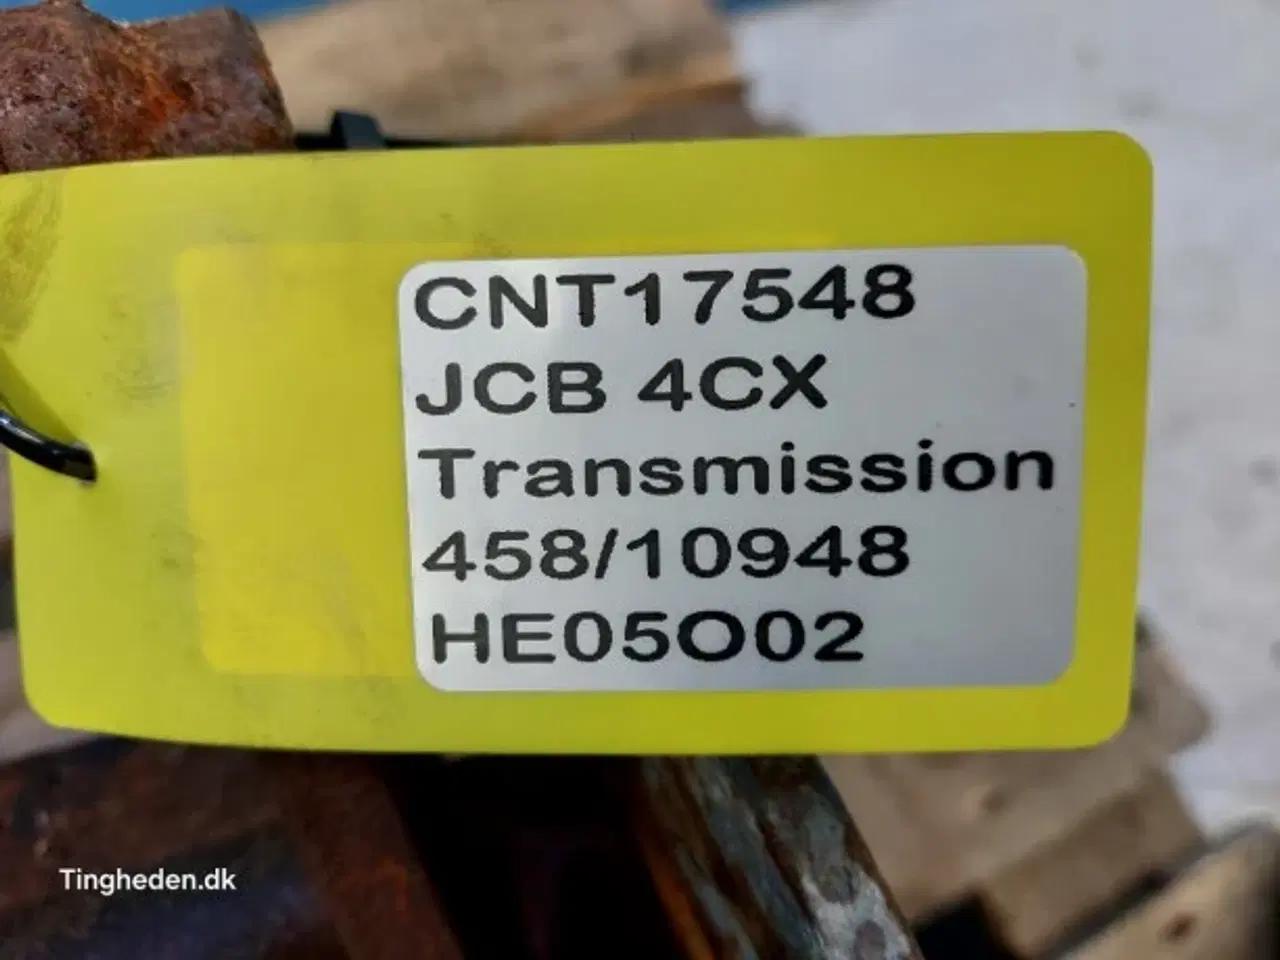 CNT17548
JCB 4CX
Transmission
458/10948
HE05O02
Tingheden.dk